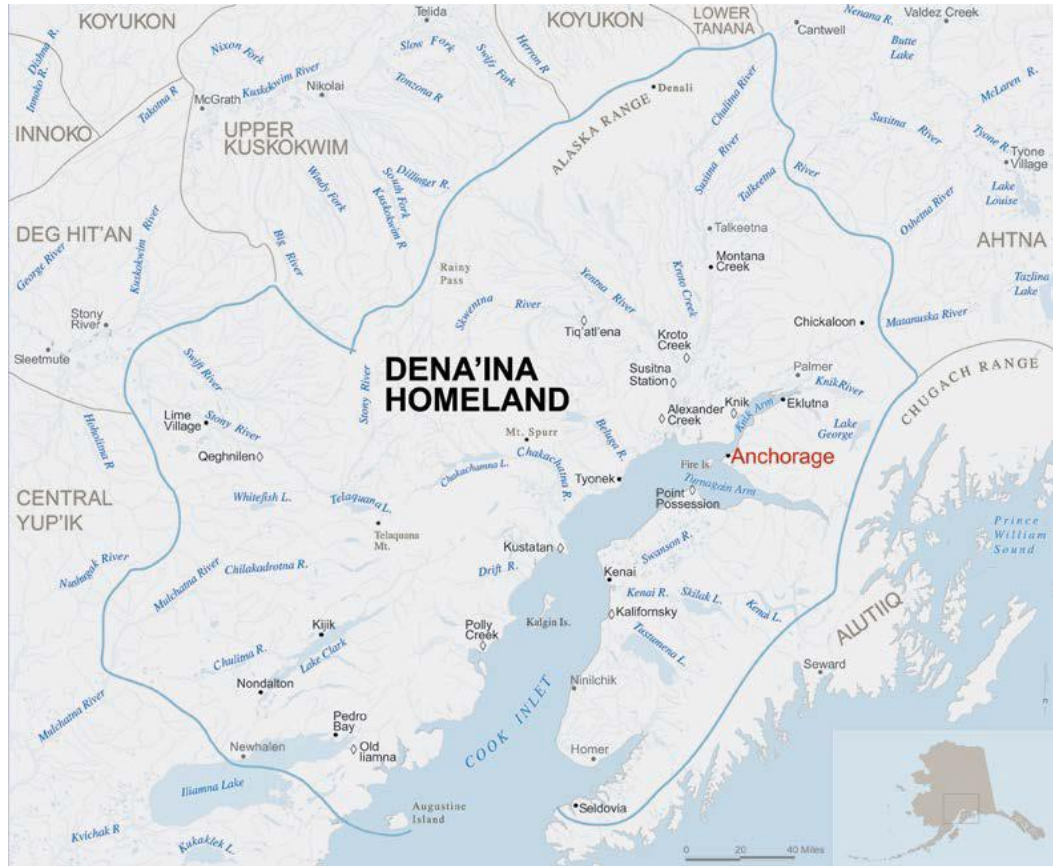 KOYUKON
Telida
KOYUKON
LOWER
TANANA
Cantwell
Nenana R.
Valdez Creek
Butte
Lake
Dishna R.
Innoko R.
Nixon
Fork
Slow Fork
Swift Fork
Herron R
McLaren R.
Takotna R
Kuskokwim River
Nikolai
Tonzona R
McGrath
Denali
Chulitna River
INNOKO
UPPER
KUSKOKWIM
ALASKA RANGE
Susitna River
Tyone R.
Tyone
Village
Windy Fork
Dillinger R.
South Fork
Kuskokwim R
Susitna River
Talkeetna River
Lake
Louise
Oshetna River
DEG HIT'AN
George River
Kuskokwim River
Big River
Talkeetna
AHTNA
Rainy
Pass
Montana
Creek
Tazlina
Lake
Stony
River
Skwentna River
Yentna River
Kroto Creek
Chickaloon
Matanuska River
Tiq'atl'ena
Sleetmute
Swift River
Stony River
DENA'INA
HOMELAND
Kroto
Creek
Susitna
Station
Palmer
Knik River
CHUGACH RANGE
Lime
Village
Stony River
Hoholitna R
Alexander
Creek
Knik
Knik Arm
Eklutna
Lake
George
Mt. Spurr
Beluga R.
Qeghnilen
Chakachamna L.
Chakachatna R.
Fire Is.
Anchorage
Tyonek
Turnagain Arm
Point
Possession
CENTRAL
YUP'IK
Whitefish L.
Telaquana L.
Telaquana
Mt.
Prince
William
Sound
Kustatan
Swanson R.
Nushagak River
Mulchatna River
Chilakadrotna R.
Drift R.
Kenai
Kenai R.
Skilak L.
Kenai L.
Kalifornsky
ALUTIIQ
Kijik
Polly
Creek
Kalgin Is.
Tustumena L.
Chulitna R.
Lake Clark
Seward
Nondalton
Ninilchik
Mulchatna River
Pedro
Bay
COOK INLET
Newhalen
Old
Iliamna
Homer
Iliamna Lake
Augustine
Island
Seldovia
Kvichak R
Kukaklek L.
0 20 40 Miles